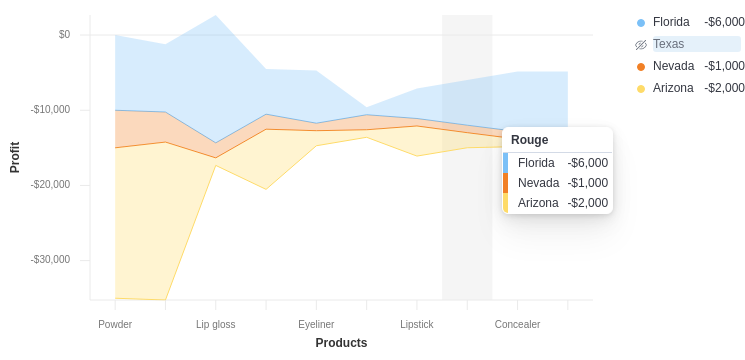 $0
-$10,000
-$20,000
-$30,000
Profit
Powder
Lip gloss
Eyeliner
Lipstick
Concealer
Products
Rouge
Florida -$6,000
Nevada -$1,000
Arizona -$2,000
Florida -$6,000
Texas
Nevada -$1,000
Arizona -$2,000